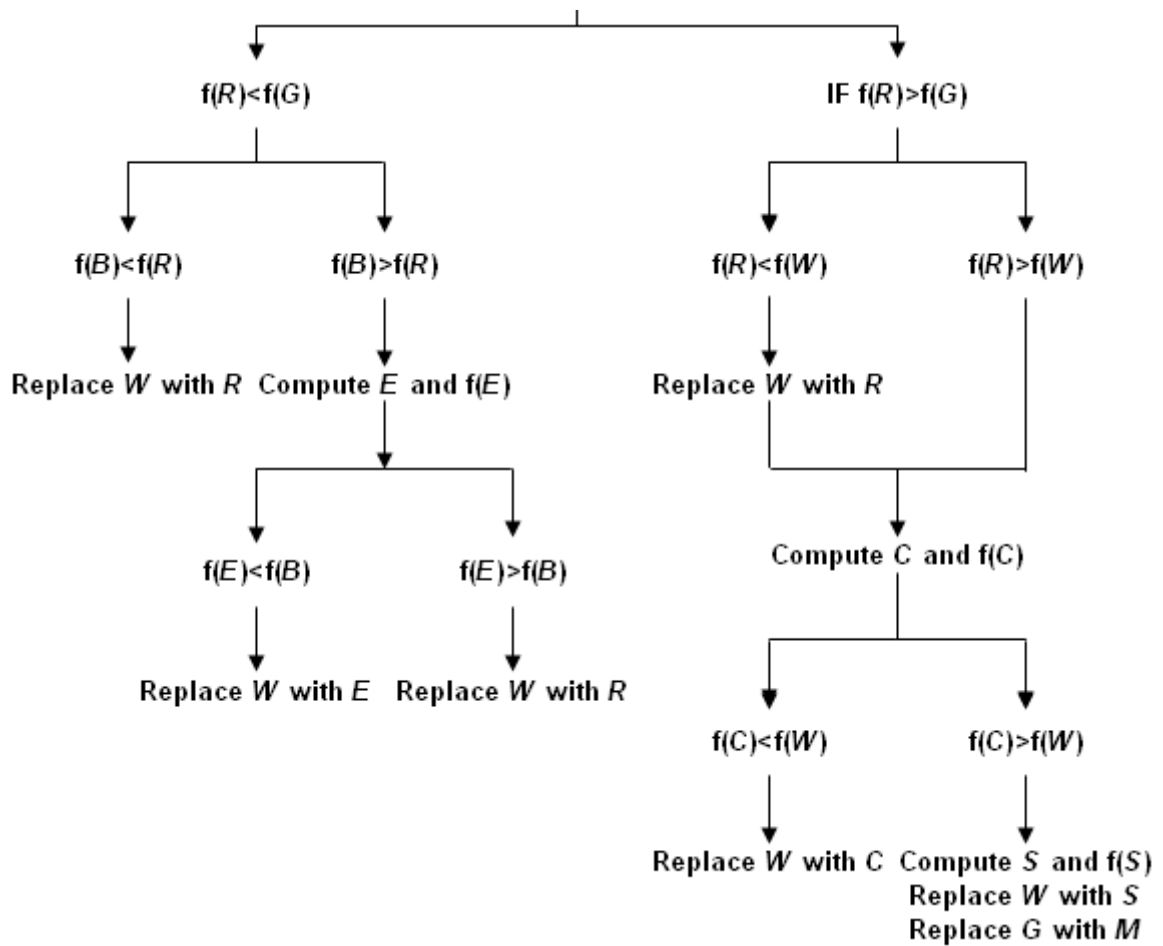 f(R)<f(G)
IF f(R)>f(G)
f(B)<f(R)
f(B)>f(R)
f(R)<f(W)
f(R)>f(W)
Replace W with R
Compute E and f(E)
Replace W with R
Compute C and f(C)
f(E)<f(B)
f(E)>f(B)
Replace W with E
Replace W with R
f(C)<f(W)
f(C)>f(W)
Replace W with C
Compute S and f(S)
Replace W with S
Replace G with M